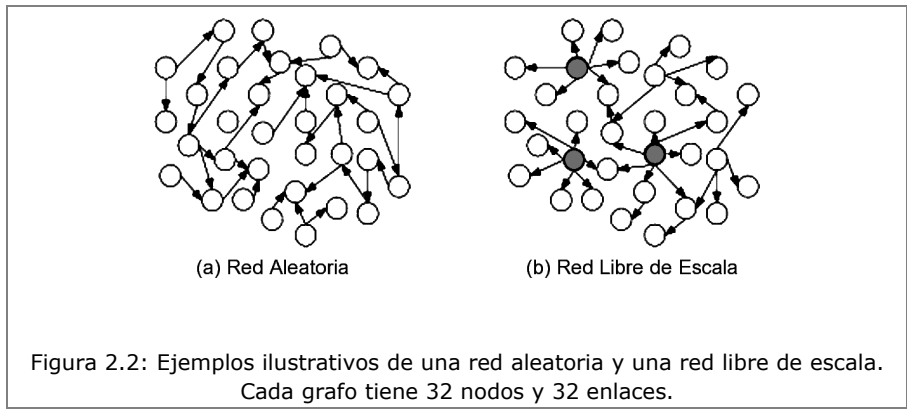 (a) Red Aleatoria
(b) Red Libre de Escala
Figura 2.2: Ejemplos ilustrativos de una red aleatoria y una red libre de escala.
Cada grafo tiene 32 nodos y 32 enlaces.